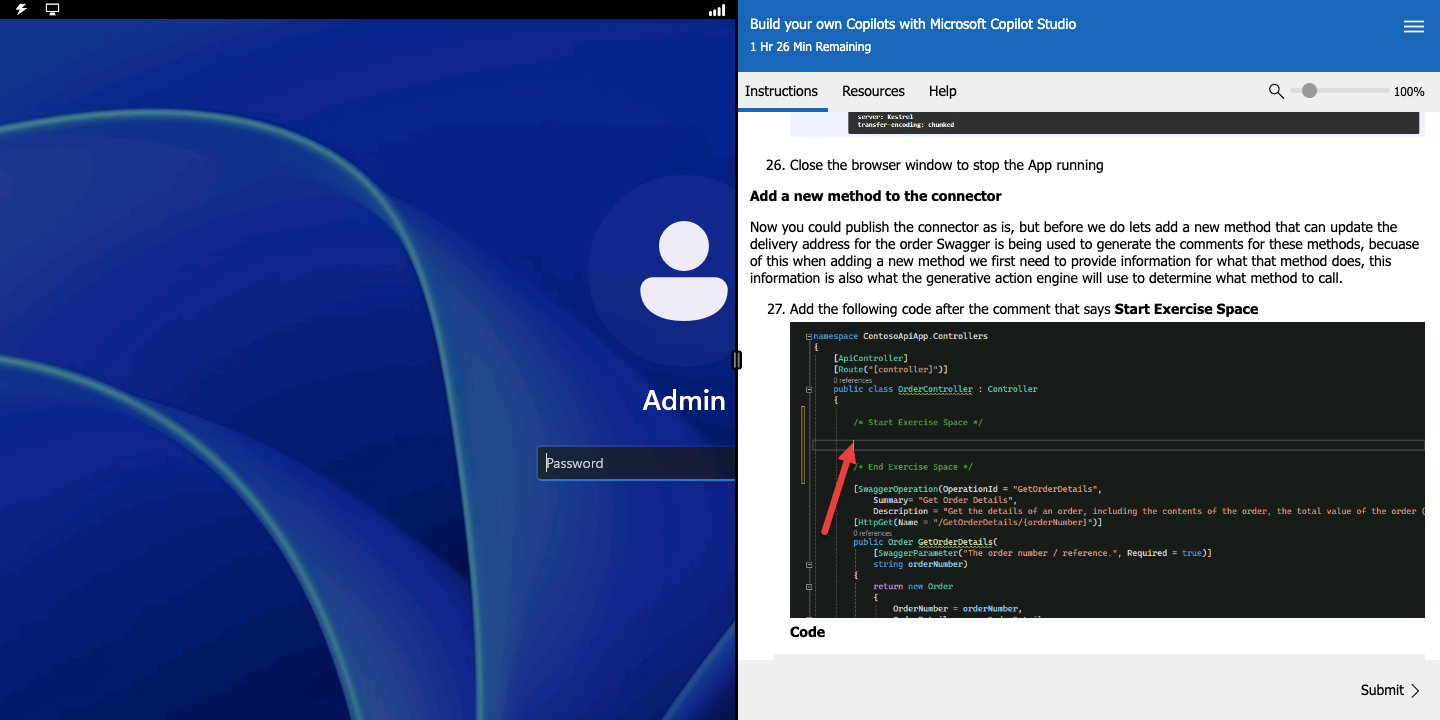 Admin
Password
Build your own Copilots with Microsoft Copilot Studio
1 Hr 26 Min Remaining
Instructions Resources Help 100%
server: Kestrel
transfer-encoding: chunked
26. Close the browser window to stop the App running
Add a new method to the connector
Now you could publish the connector as is, but before we do lets add a new method that can update the
delivery address for the order Swagger is being used to generate the comments for these methods, becuase
of this when adding a new method we first need to provide information for what that method does, this
information is also what the generative action engine will use to determine what method to call.
27. Add the following code after the comment that says Start Exercise Space
namespace ContosoApiApp.Controllers
{
[ApiController]
[Route("[controller]")]
0 references
public class OrderController : Controller
{
/* Start Exercise Space */
/* End Exercise Space */
[SwaggerOperation(OperationId = "GetOrderDetails",
Summary= "Get Order Details",
Description = "Get the details of an order, including the contents of the order, the total value of the order (
[HttpGet(Name = "/GetOrderDetails/{orderNumber}")]
0 references
public Order GetOrderDetails(
[SwaggerParameter("The order number / reference.", Required = true)]
string orderNumber)
{
return new Order
{
OrderNumber = orderNumber,
Code
Submit